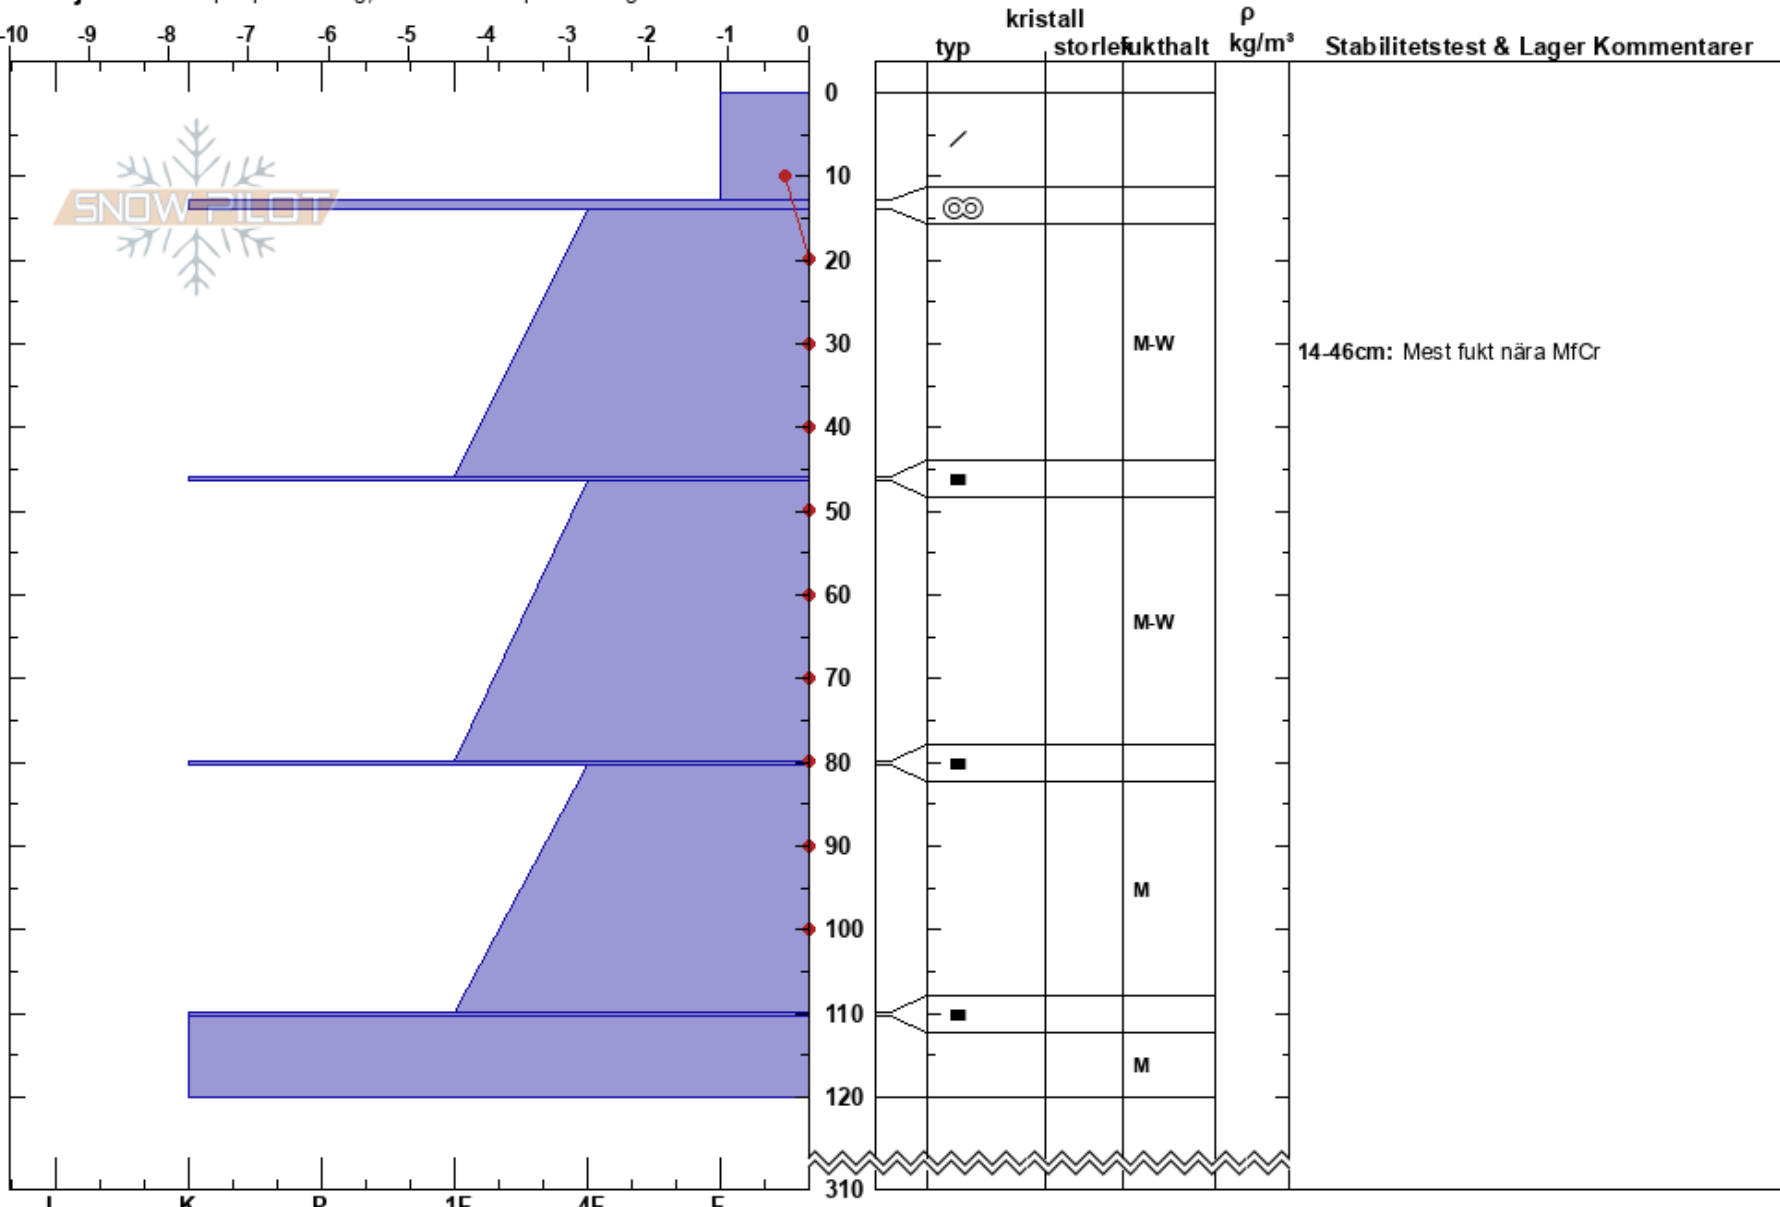 kristall ρ
-10 -9 -8 -7 -6 -5 -4 -3 -2 -1 0 typ storlek fukthalt kg/m³ Stabilitetstest & Lager Kommentarer
0
10
SNOW PILOT
20
30 M-W 14-46cm: Mest fukt nära MfCr
40
50
60
M-W
70
80
90
M
100
110
M
120
310
I K P 1F 4F F